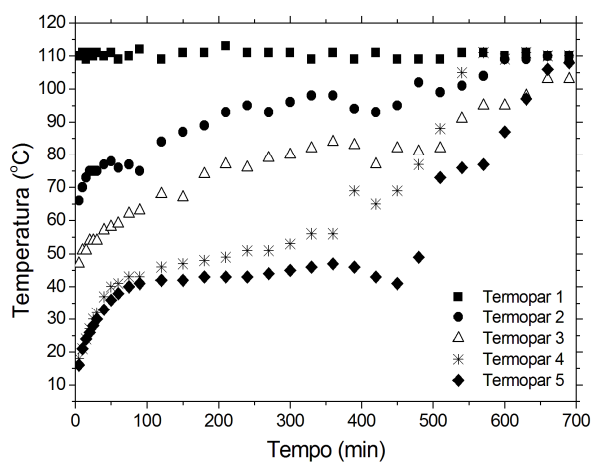 120
110
100
90
80
70
60
50
40
30
20
10
Temperatura (°C)
Termopar 1
Termopar 2
Termopar 3
Termopar 4
Termopar 5
0 100 200 300 400 500 600 700
Tempo (min)